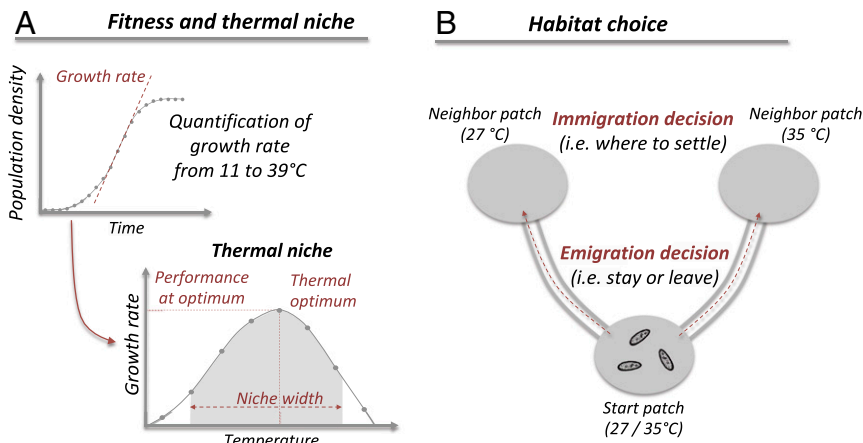 A
Fitness and thermal niche
Population density
Growth rate
Quantification of
growth rate
from 11 to 39°C
Time
Thermal niche
Growth rate
Performance
at optimum
Thermal
optimum
Niche width
Temperature
B
Habitat choice
Neighbor patch
(27 °C)
Immigration decision
(i.e. where to settle)
Neighbor patch
(35 °C)
Emigration decision
(i.e. stay or leave)
Start patch
(27 / 35°C)